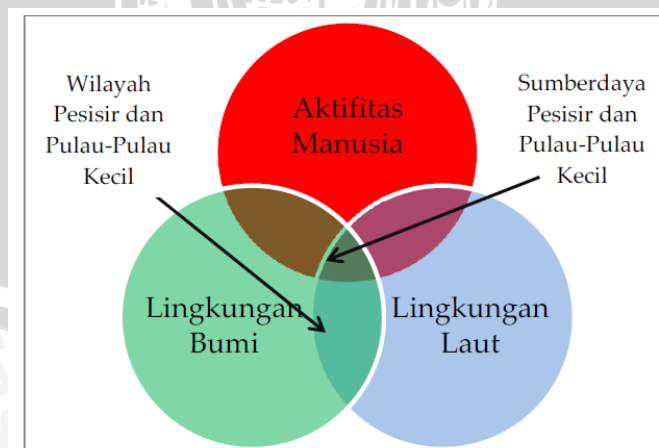 Wilayah
Pesisir dan
Pulau-Pulau
Kecil
Aktifitas
Manusia
Sumberdaya
Pesisir dan
Pulau-Pulau
Kecil
Lingkungan
Bumi
Lingkungan
Laut